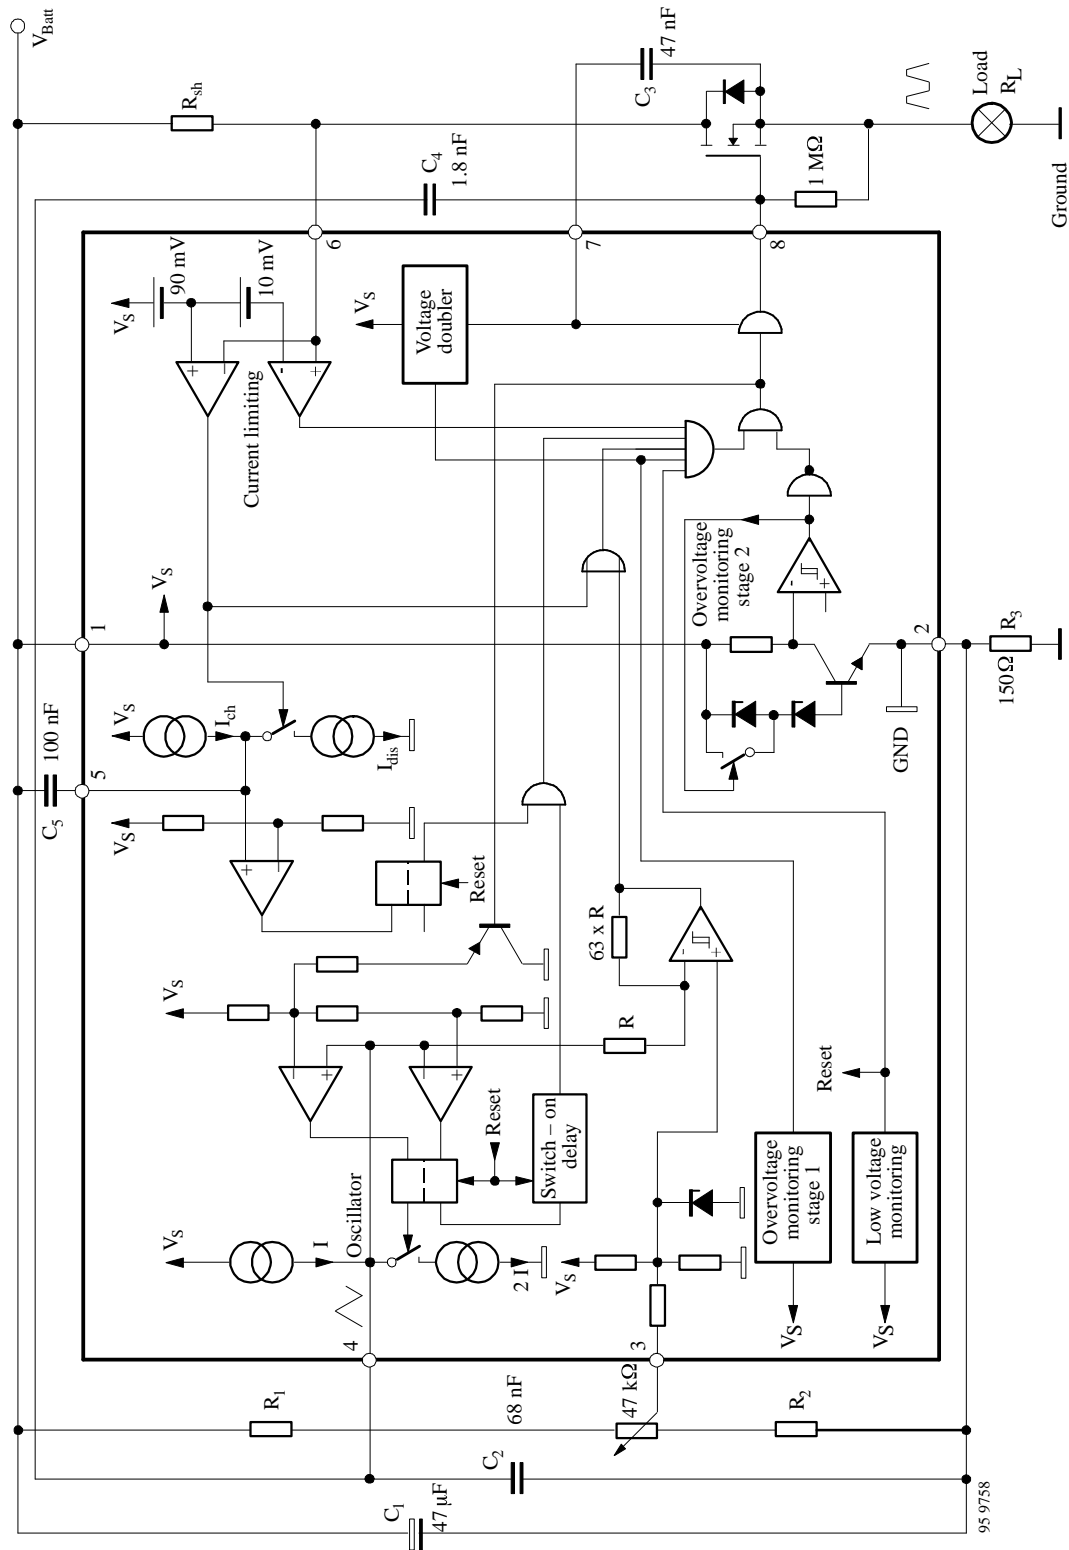 V_Batt
R_sh
C_4
1.8 nF
C_3
47 nF
Load
R_L
Ground
1 MΩ
6
7
8
V_S
90 mV
10 mV
Current limiting
V_S
Voltage
doubler
V_S
1
V_S
I_ch
I_dis
C_5
100 nF
5
V_S
Reset
+
-
+
+
+
+
+
-
+
-
+
Overvoltage
monitoring
stage 2
GND
2
R_3
150 Ω
V_S
63 x R
R
Reset
Switch – on
delay
Oscillator
V_S
I
2 I
V_S
Reset
Overvoltage
monitoring
stage 1
Low voltage
monitoring
V_S
V_S
4
3
R_1
68 nF
47 kΩ
R_2
C_2
C_1
47 μF
95 9758